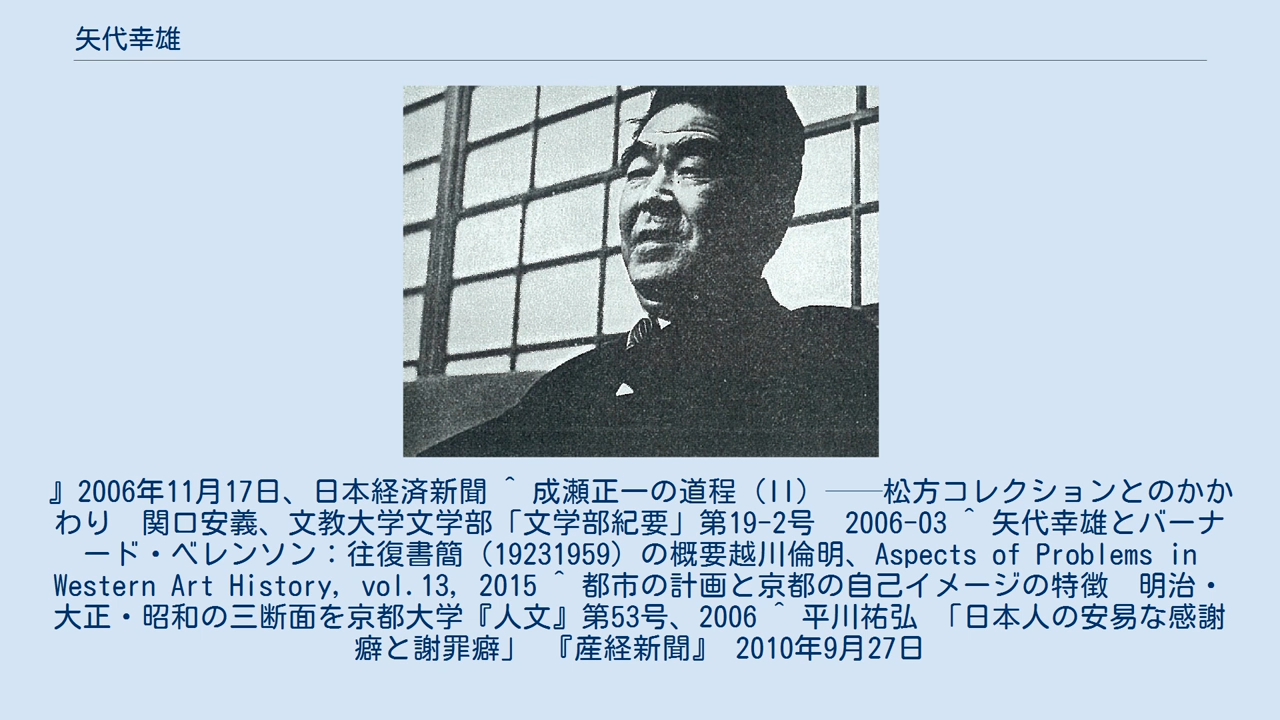 矢代幸雄
』2006年11月17日、日本経済新聞 ^ 成瀬正一の道程（II）――松方コレクションとのかか
わり　関口安義、文教大学文学部「文学部紀要」第19-2号　2006-03 ^ 矢代幸雄とバーナ
ード・ベレンソン：往復書簡（19231959）の概要越川倫明、Aspects of Problems in
Western Art History, vol.13, 2015 ^ 都市の計画と京都の自己イメージの特徴　明治・
大正・昭和の三断面を京都大学『人文』第53号、2006 ^ 平川祐弘 「日本人の安易な感謝
癖と謝罪癖」 『産経新聞』 2010年9月27日